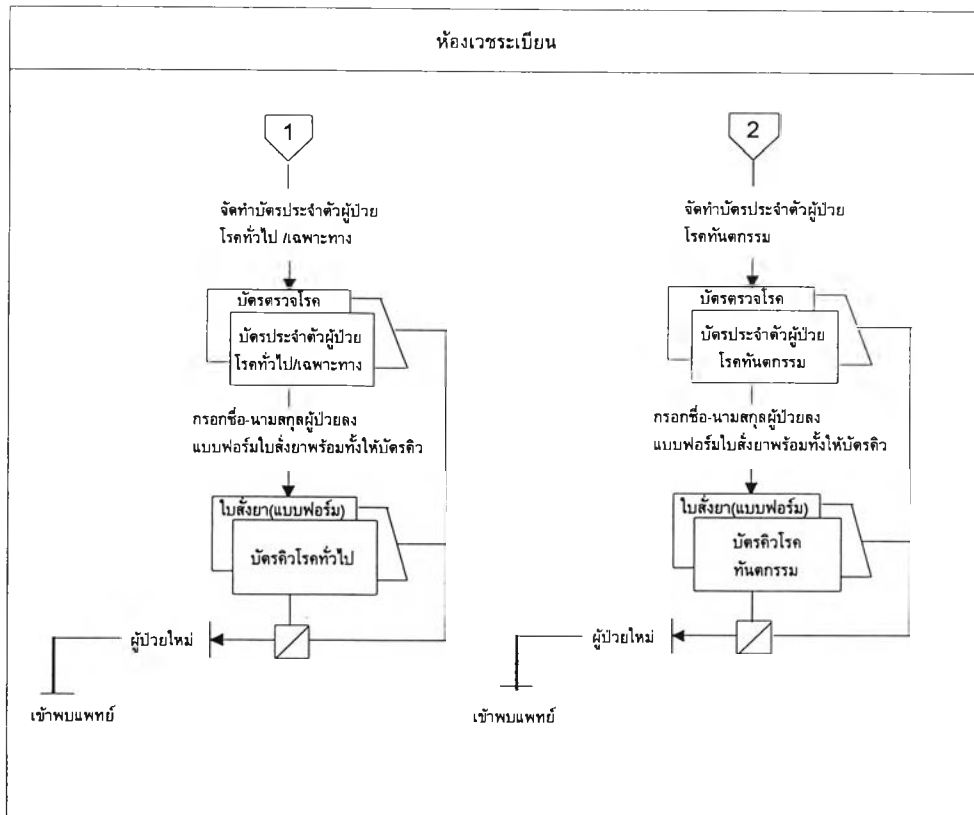 ห้องเวชระเบียน
1
จัดทำบัตรประจำตัวผู้ป่วย
โรคทั่วไป /เฉพาะทาง
บัตรตรวจโรค
บัตรประจำตัวผู้ป่วย
โรคทั่วไป/เฉพาะทาง
กรอกชื่อ-นามสกุลผู้ป่วยลง
แบบฟอร์มใบสั่งยาพร้อมทั้งให้บัตรคิว
ใบสั่งยา(แบบฟอร์ม)
บัตรคิวโรคทั่วไป
ผู้ป่วยใหม่
เข้าพบแพทย์
2
จัดทำบัตรประจำตัวผู้ป่วย
โรคทันตกรรม
บัตรตรวจโรค
บัตรประจำตัวผู้ป่วย
โรคทันตกรรม
กรอกชื่อ-นามสกุลผู้ป่วยลง
แบบฟอร์มใบสั่งยาพร้อมทั้งให้บัตรคิว
ใบสั่งยา(แบบฟอร์ม)
บัตรคิวโรค
ทันตกรรม
ผู้ป่วยใหม่
เข้าพบแพทย์